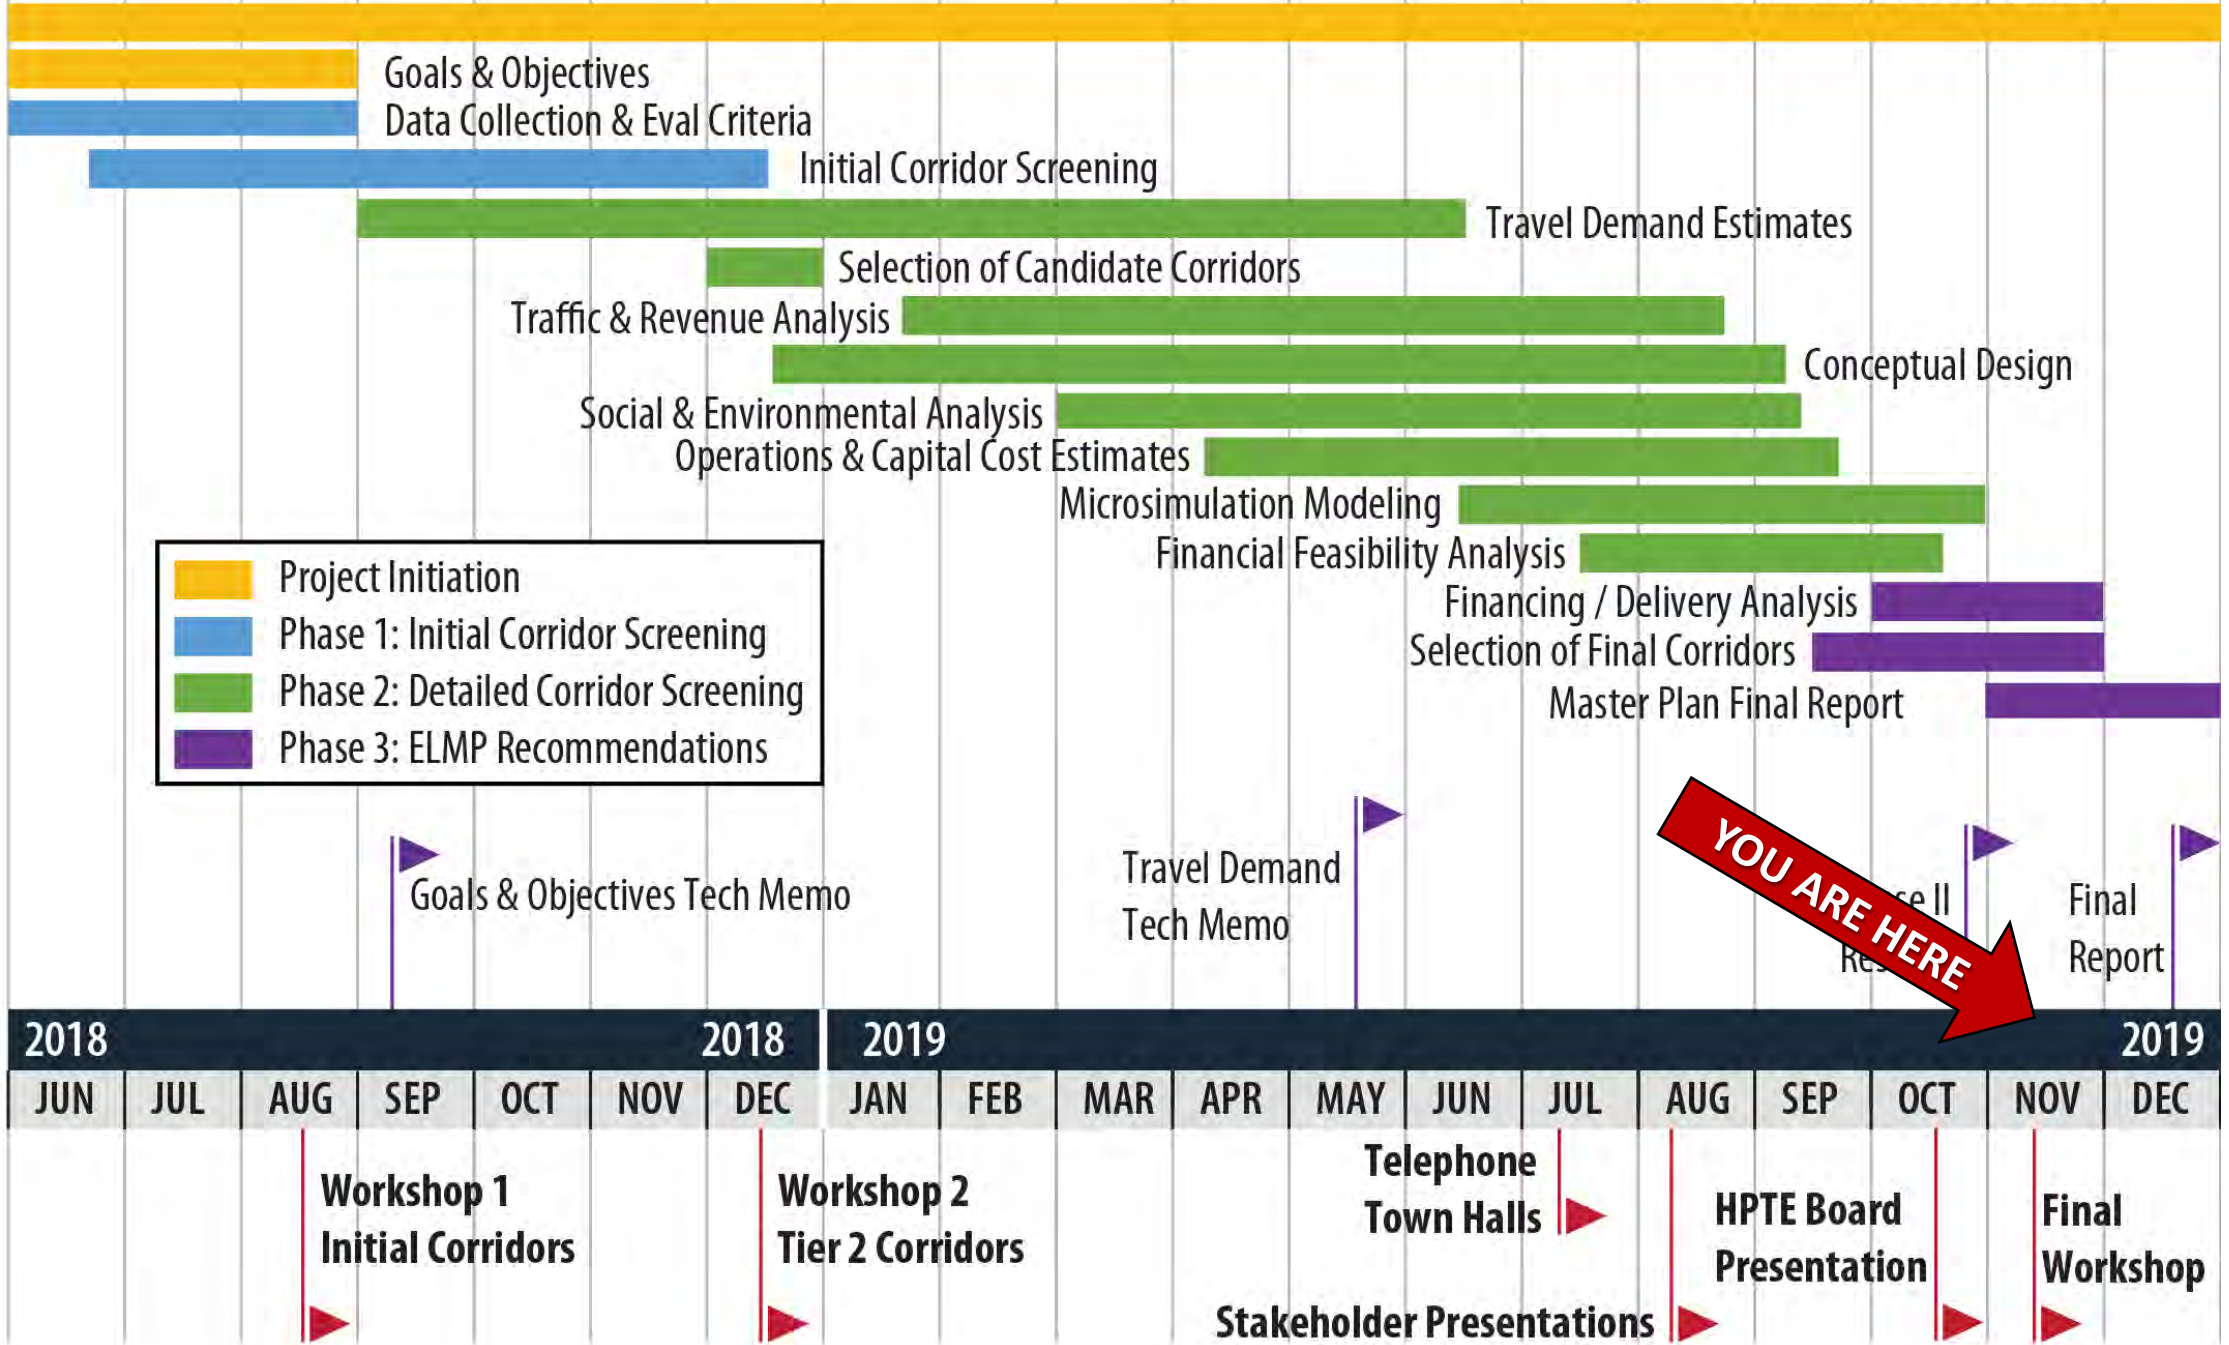 Goals & Objectives
Data Collection & Eval Criteria
Initial Corridor Screening
Travel Demand Estimates
Selection of Candidate Corridors
Traffic & Revenue Analysis
Conceptual Design
Social & Environmental Analysis
Operations & Capital Cost Estimates
Microsimulation Modeling
Financial Feasibility Analysis
Financing / Delivery Analysis
Selection of Final Corridors
Master Plan Final Report
Project Initiation
Phase 1: Initial Corridor Screening
Phase 2: Detailed Corridor Screening
Phase 3: ELMP Recommendations
Goals & Objectives Tech Memo
Travel Demand
Tech Memo
YOU ARE HERE
II
Final
Report
2018 2018 2019 2019
JUN JUL AUG SEP OCT NOV DEC JAN FEB MAR APR MAY JUN JUL AUG SEP OCT NOV DEC
Workshop 1
Initial Corridors
Workshop 2
Tier 2 Corridors
Telephone
Town Halls
Stakeholder Presentations
HPTE Board
Presentation
Final
Workshop